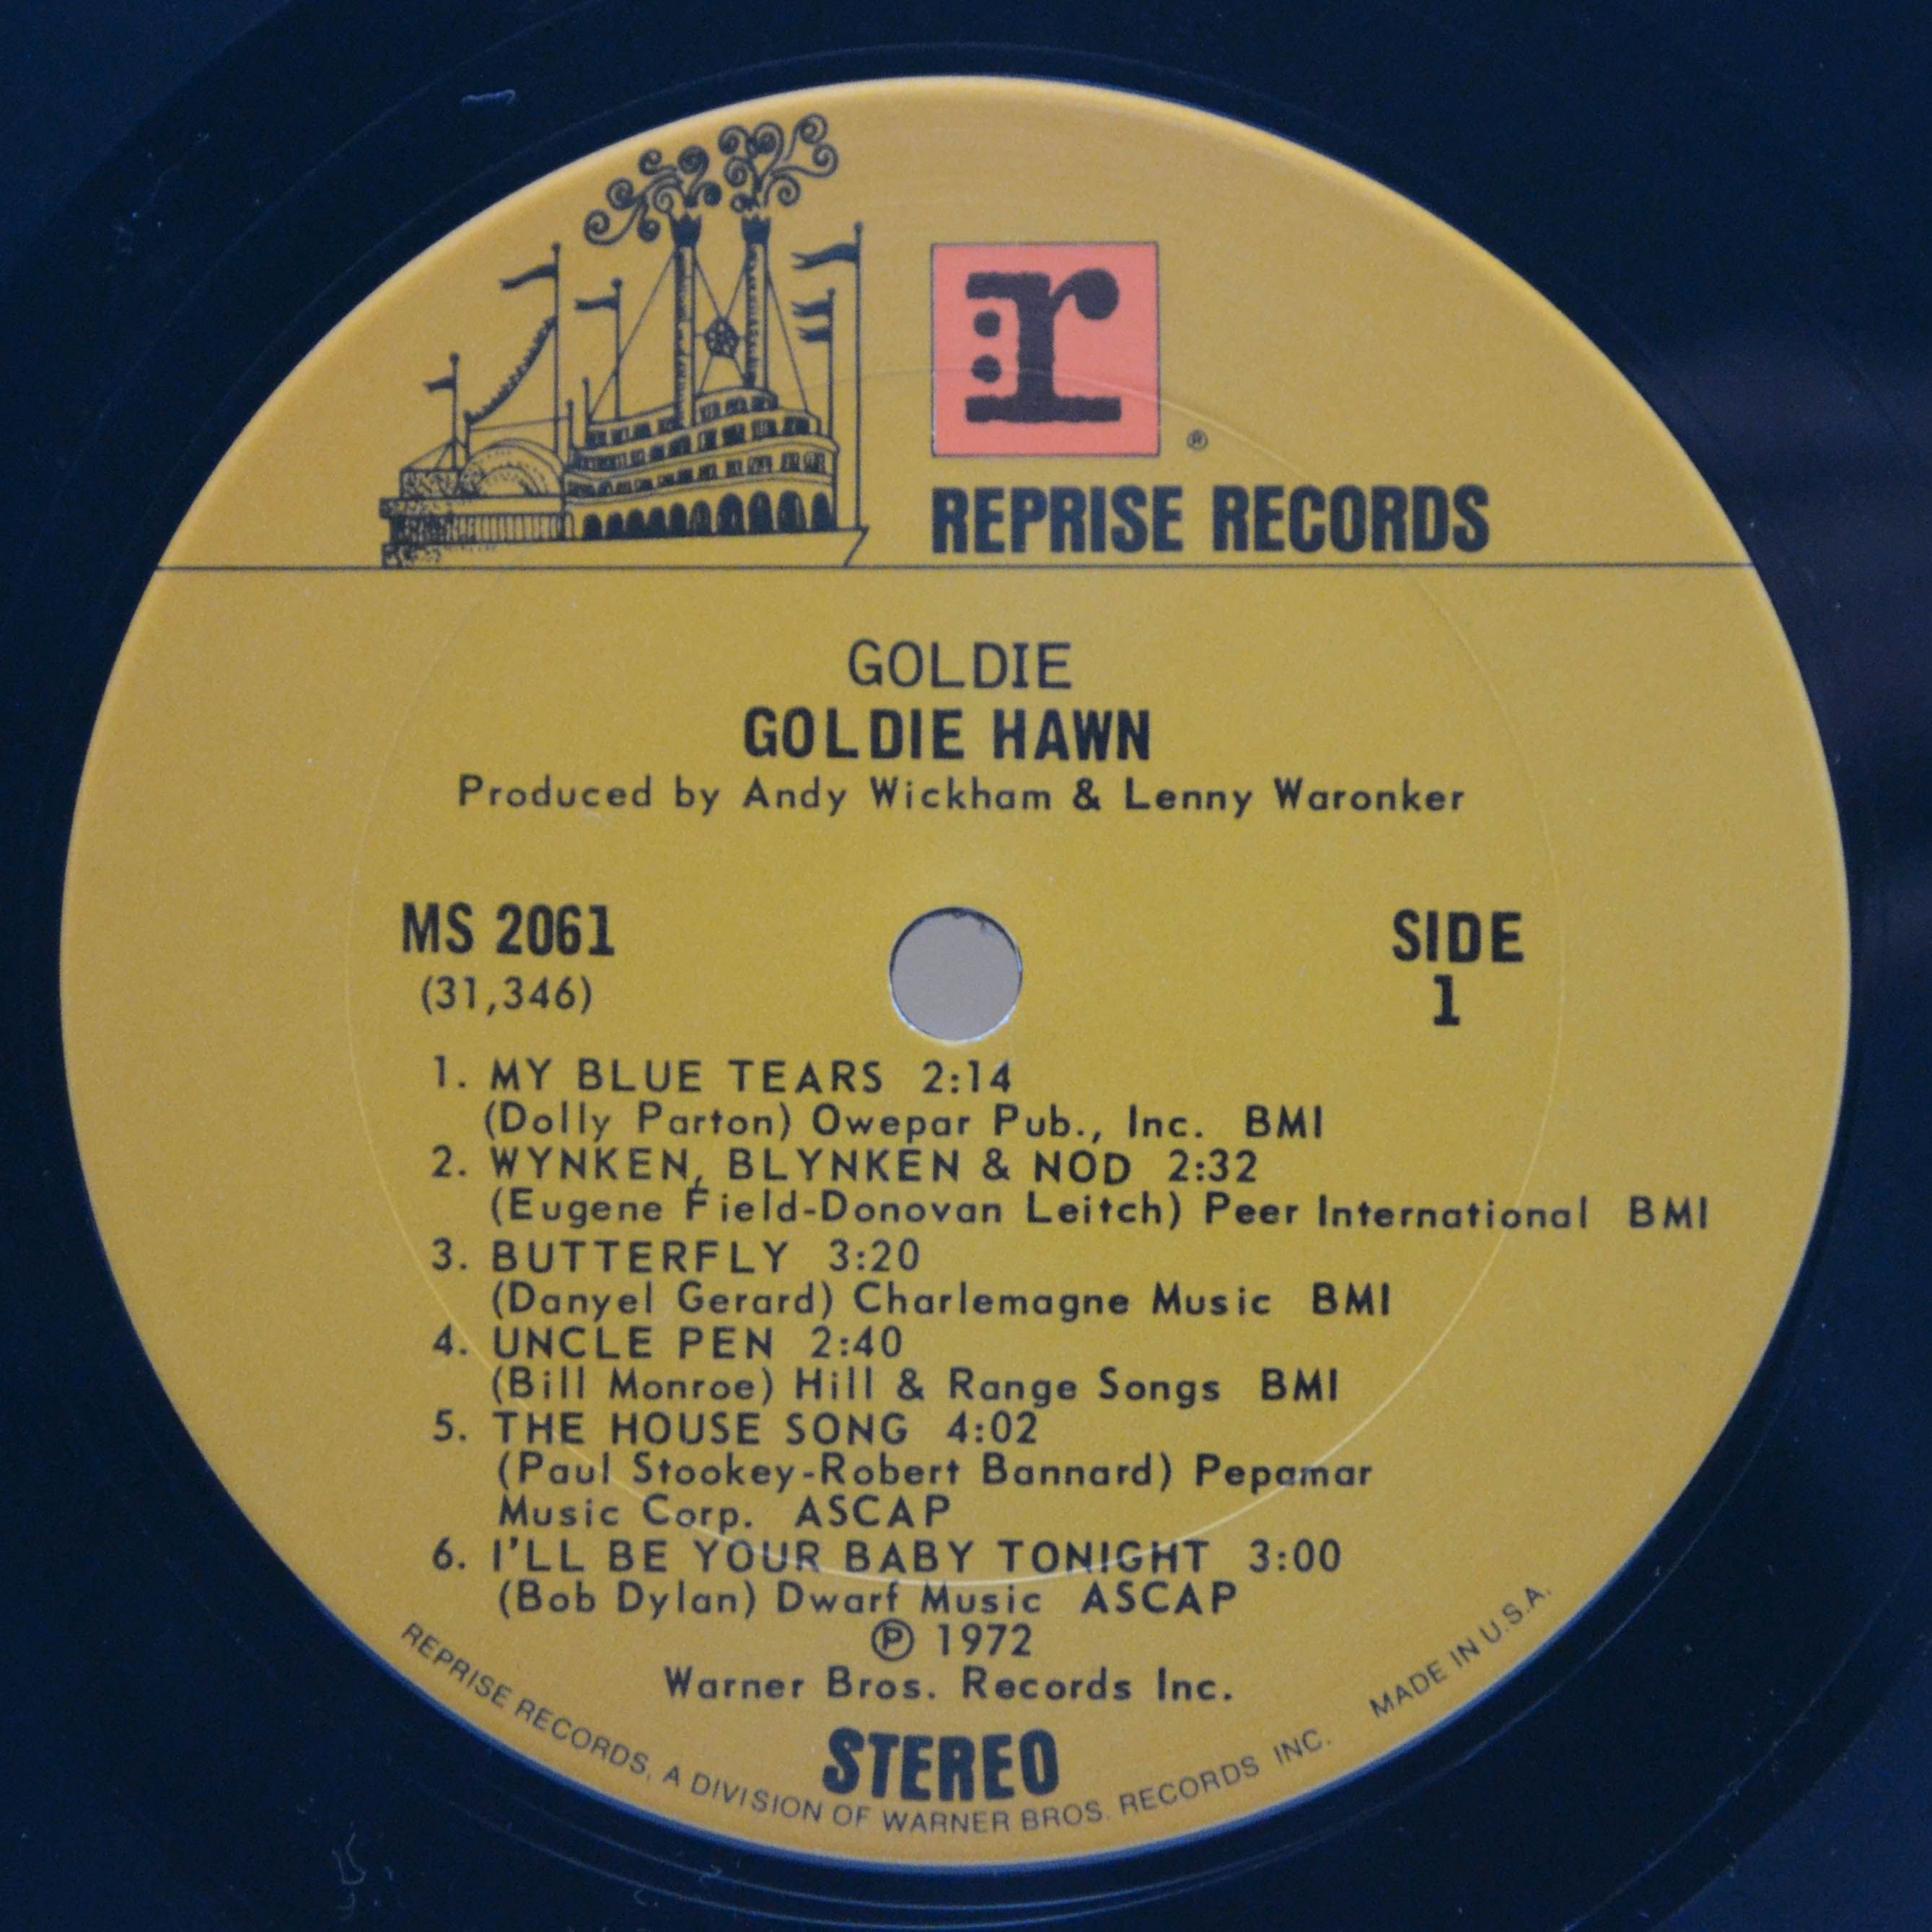 r
®
REPRISE RECORDS
GOLDIE
GOLDIE HAWN
Produced by Andy Wickham & Lenny Waronker
MS 2061
(31,346)
SIDE
1
1. MY BLUE TEARS 2:14
(Dolly Parton) Owepar Pub., Inc. BMI
2. WYNKEN, BLYNKEN & NOD 2:32
(Eugene Field-Donovan Leitch) Peer International BMI
3. BUTTERFLY 3:20
(Danyel Gerard) Charlemagne Music BMI
4. UNCLE PEN 2:40
(Bill Monroe) Hill & Range Songs BMI
5. THE HOUSE SONG 4:02
(Paul Stookey-Robert Bannard) Pepamar
Music Corp. ASCAP
6. I'LL BE YOUR BABY TONIGHT 3:00
(Bob Dylan) Dwarf Music ASCAP
Ⓟ 1972
Warner Bros. Records Inc.
STEREO
REPRISE RECORDS, A DIVISION OF WARNER BROS. RECORDS INC. MADE IN U.S.A.